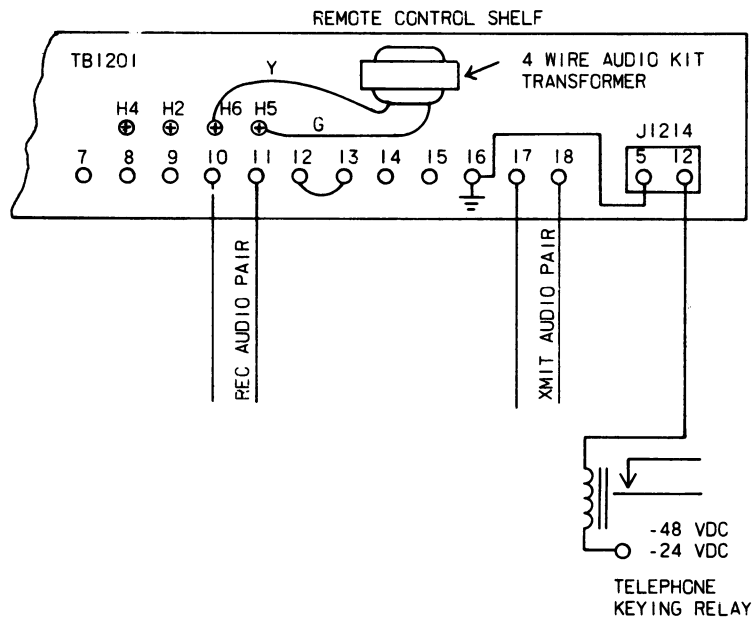 REMOTE CONTROL SHELF
TB1201
Y
4 WIRE AUDIO KIT
TRANSFORMER
H4 H2 H6 H5
G
J1214
7 8 9 10 11 12 13 14 15 16 17 18 5 12
REC AUDIO PAIR
XMIT AUDIO PAIR
-48 VDC
-24 VDC
TELEPHONE
KEYING RELAY